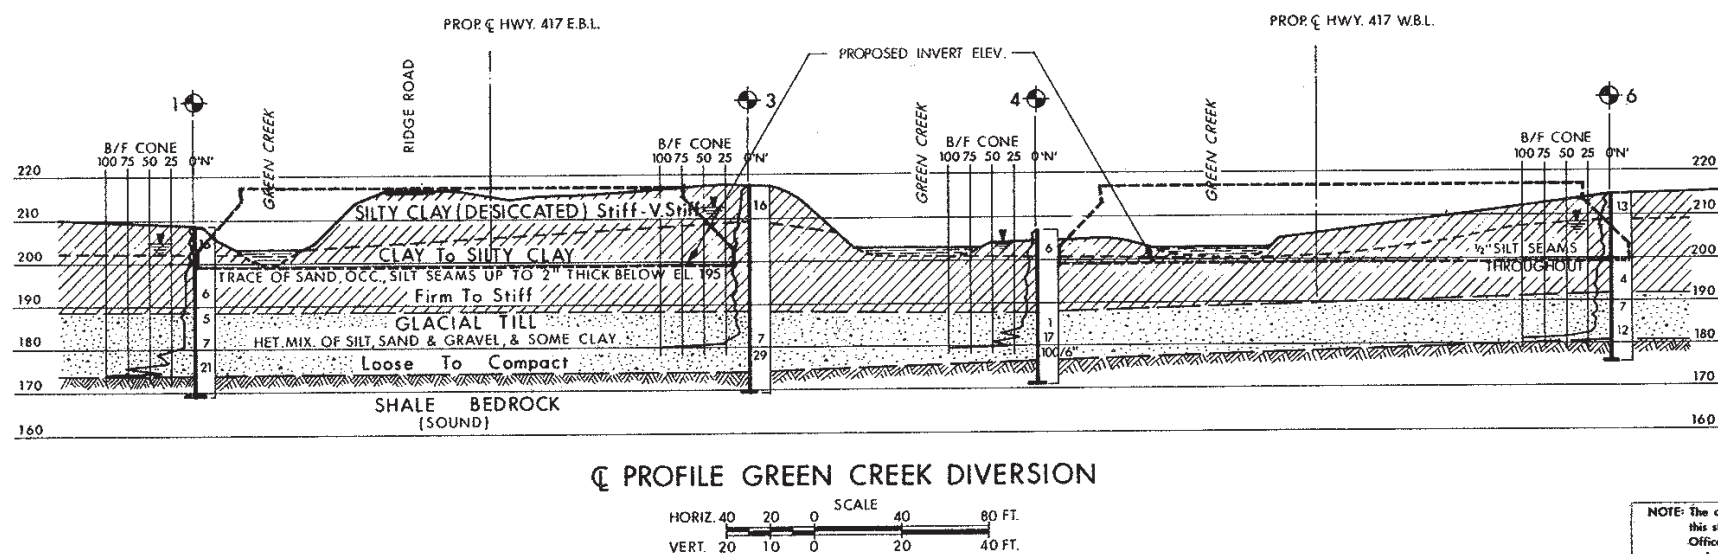 PROP. ℄ HWY. 417 E.B.L.
PROP. ℄ HWY. 417 W.B.L.
PROPOSED INVERT ELEV.
RIDGE ROAD
GREEN CREEK
GREEN CREEK
GREEN CREEK
1
3
4
6
B/F CONE
100 75 50 25 0 'N'
B/F CONE
100 75 50 25 0 'N'
B/F CONE
100 75 50 25 0 'N'
B/F CONE
100 75 50 25 0 'N'
220
220
210
210
200
200
190
190
180
180
170
170
160
160
SILTY CLAY (DESICCATED) Stiff-V.Stiff
CLAY To SILTY CLAY
TRACE OF SAND, OCC., SILT SEAMS UP TO 2" THICK BELOW EL. 195
Firm To Stiff
GLACIAL TILL
HET. MIX. OF SILT, SAND & GRAVEL, & SOME CLAY
Loose To Compact
SHALE BEDROCK
(SOUND)
½" SILT SEAMS
THROUGHOUT
16
6
5
7
21
16
7
29
6
1
17
100/6"
13
4
7
12
℄ PROFILE GREEN CREEK DIVERSION
SCALE
HORIZ. 40 20 0 40 80 FT.
VERT. 20 10 0 20 40 FT.
NOTE: The
this
Offic